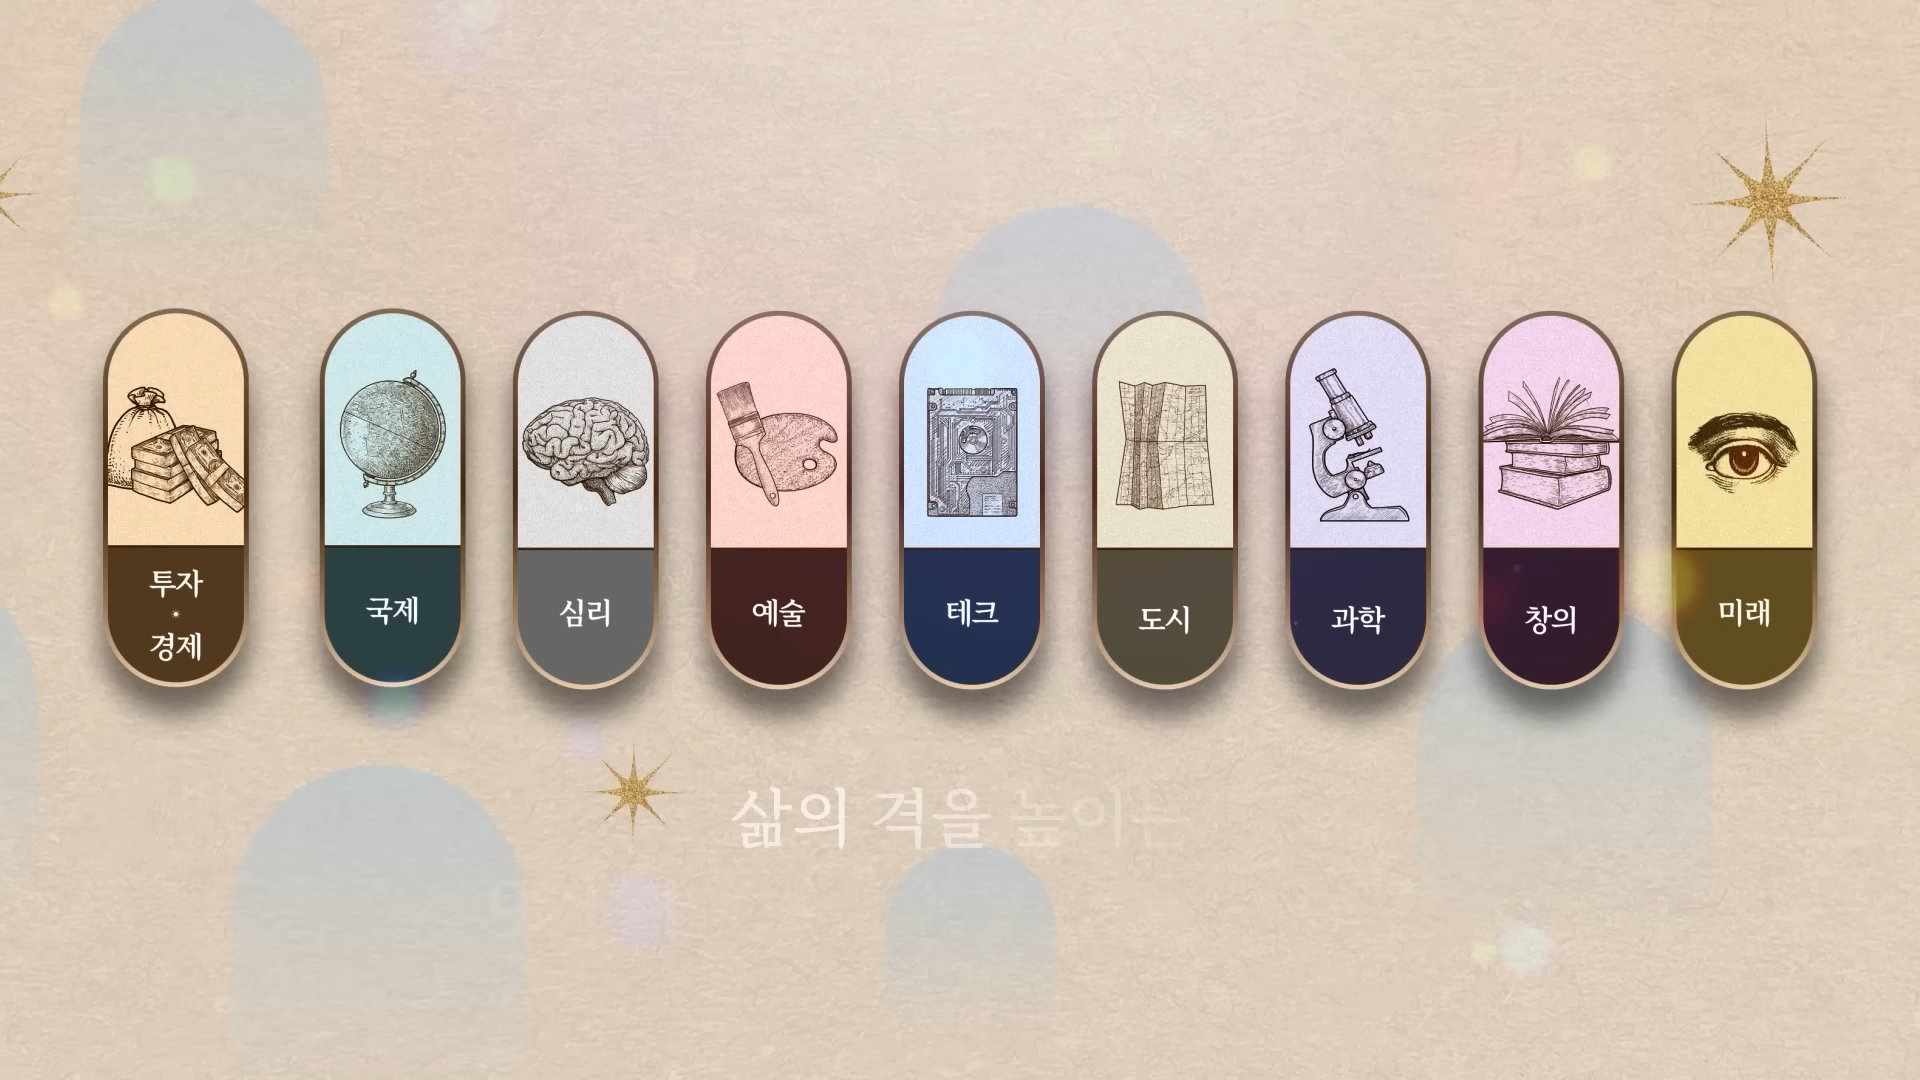 투자
·
경제
국제
심리
예술
테크
도시
과학
창의
미래
삶의 격을 높이는